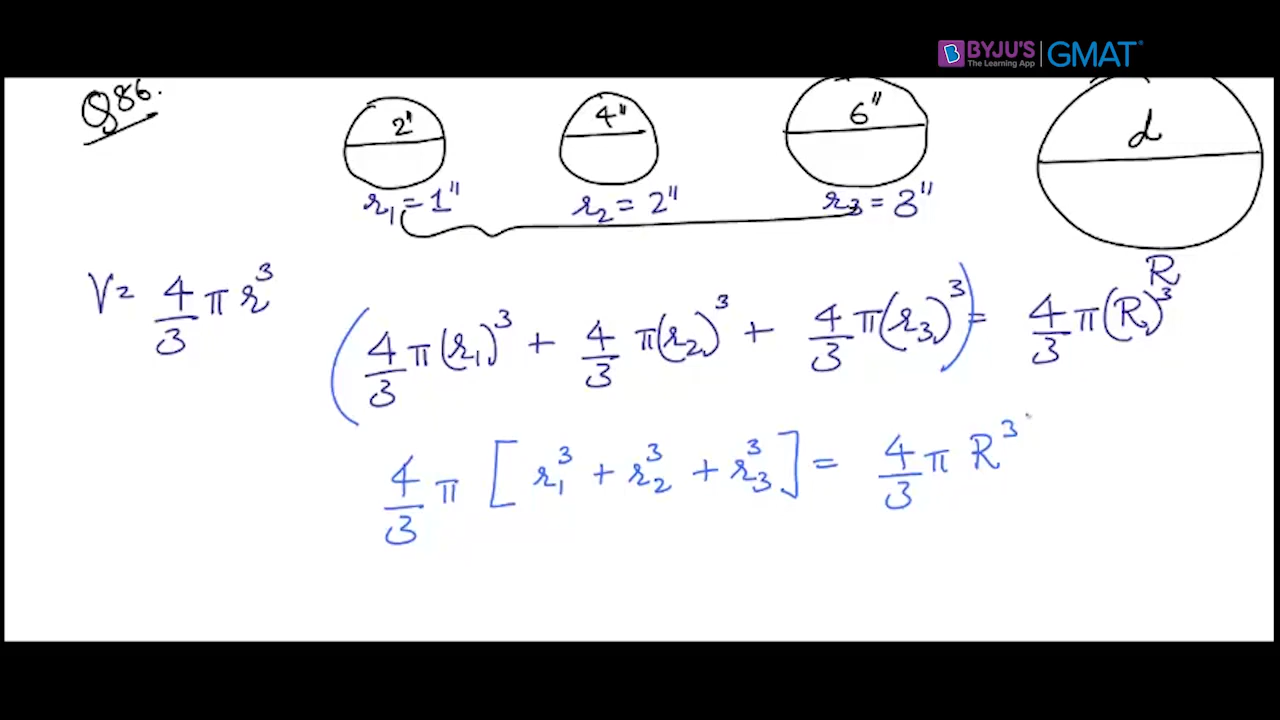 BYJU'S GMAT
The Learning App
Q86.
2" 4" 6" d
r₁ = 1" r₂ = 2" r₃ = 3" R
V= 4/3 π r³
(4/3 π(r₁)³ + 4/3 π(r₂)³ + 4/3 π(r₃)³) = 4/3 π(R)³
4/3 π [r₁³ + r₂³ + r₃³] = 4/3 π R³